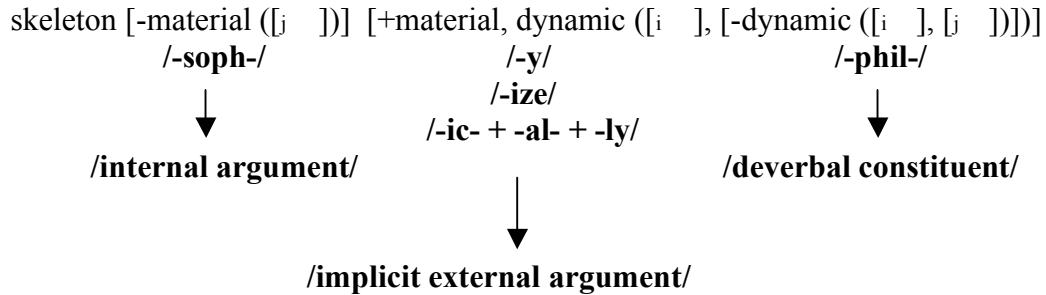 skeleton [-material ([j ])] [+material, dynamic ([i ], [-dynamic ([i ], [j ])])]
/-soph-/ /-y/ /-phil-/
/-ize/
/-ic- + -al- + -ly/
/internal argument/ /deverbal constituent/
/implicit external argument/